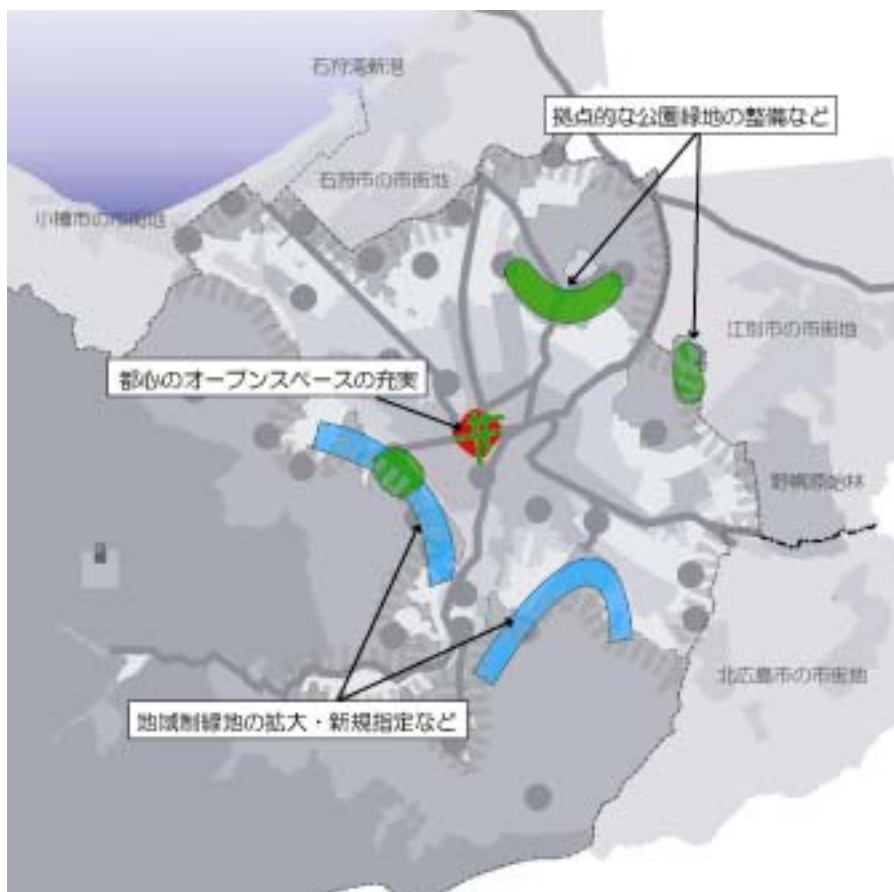 石狩湾新港
拠点的な公園緑地の整備など
石狩市の市街地
小樽市の市街地
江別市の市街地
都心のオープンスペースの充実
野幌原始林
北広島市の市街地
地域制緑地の拡大・新規指定など